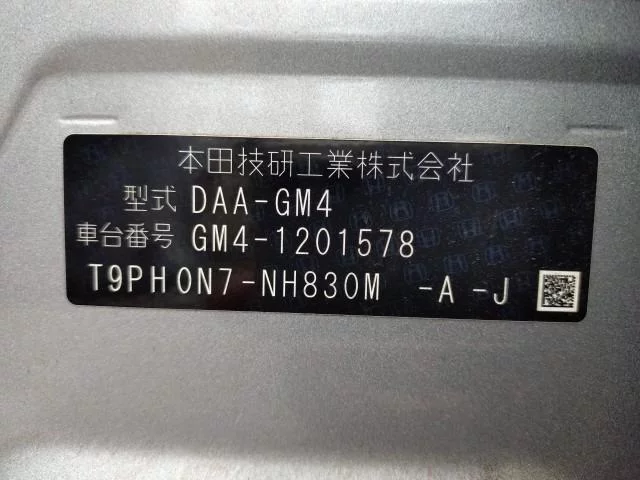 本田技研工業株式会社
型式 DAA-GM4
車台番号 GM4-1201578
T9PH0N7-NH830M -A -J